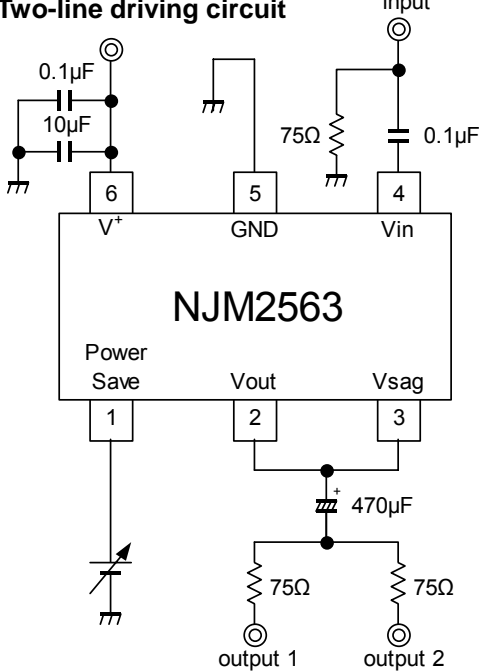 Two-line driving circuit
input
0.1µF
10µF
75Ω
0.1µF
6
5
4
V+
GND
Vin
NJM2563
Power
Save
Vout
Vsag
1
2
3
+
470µF
75Ω
75Ω
output 1
output 2